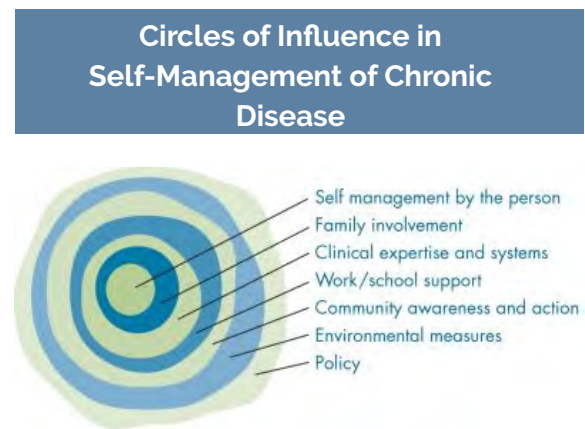 Circles of Influence in
Self-Management of Chronic
Disease
Self management by the person
Family involvement
Clinical expertise and systems
Work/school support
Community awareness and action
Environmental measures
Policy